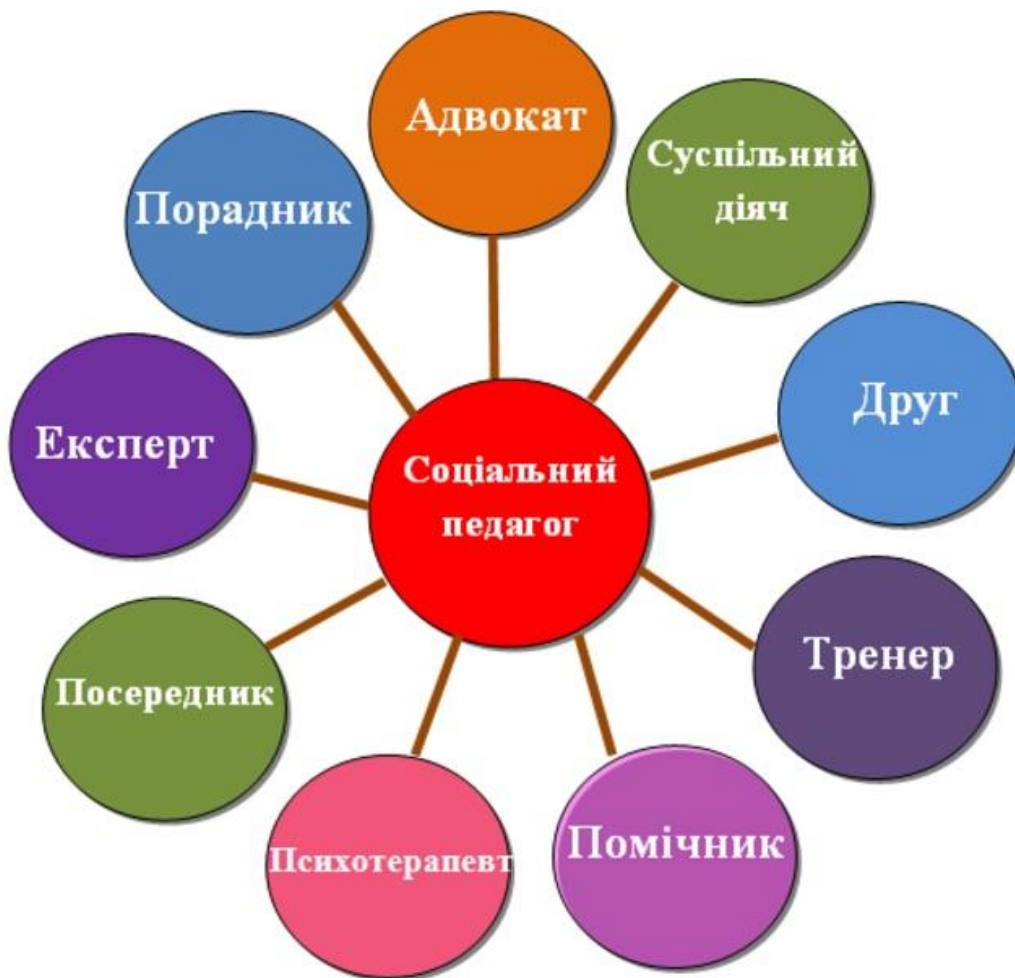 Адвокат
Суспільний
діяч
Порадник
Друг
Експерт
Соціальний
педагог
Тренер
Посередник
Помічник
Психотерапевт